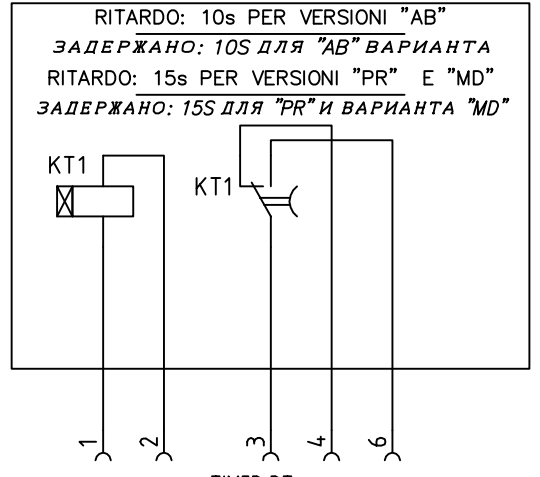 RITARDO: 10s PER VERSIONI "AB"
ЗАДЕРЖАНО: 10S ДЛЯ "AB" ВАРИАНТА
RITARDO: 15s PER VERSIONI "PR" E "MD"
ЗАДЕРЖАНО: 15S ДЛЯ "PR" И ВАРИАНТА "MD"
KT1
KT1
1 2 3 4 6